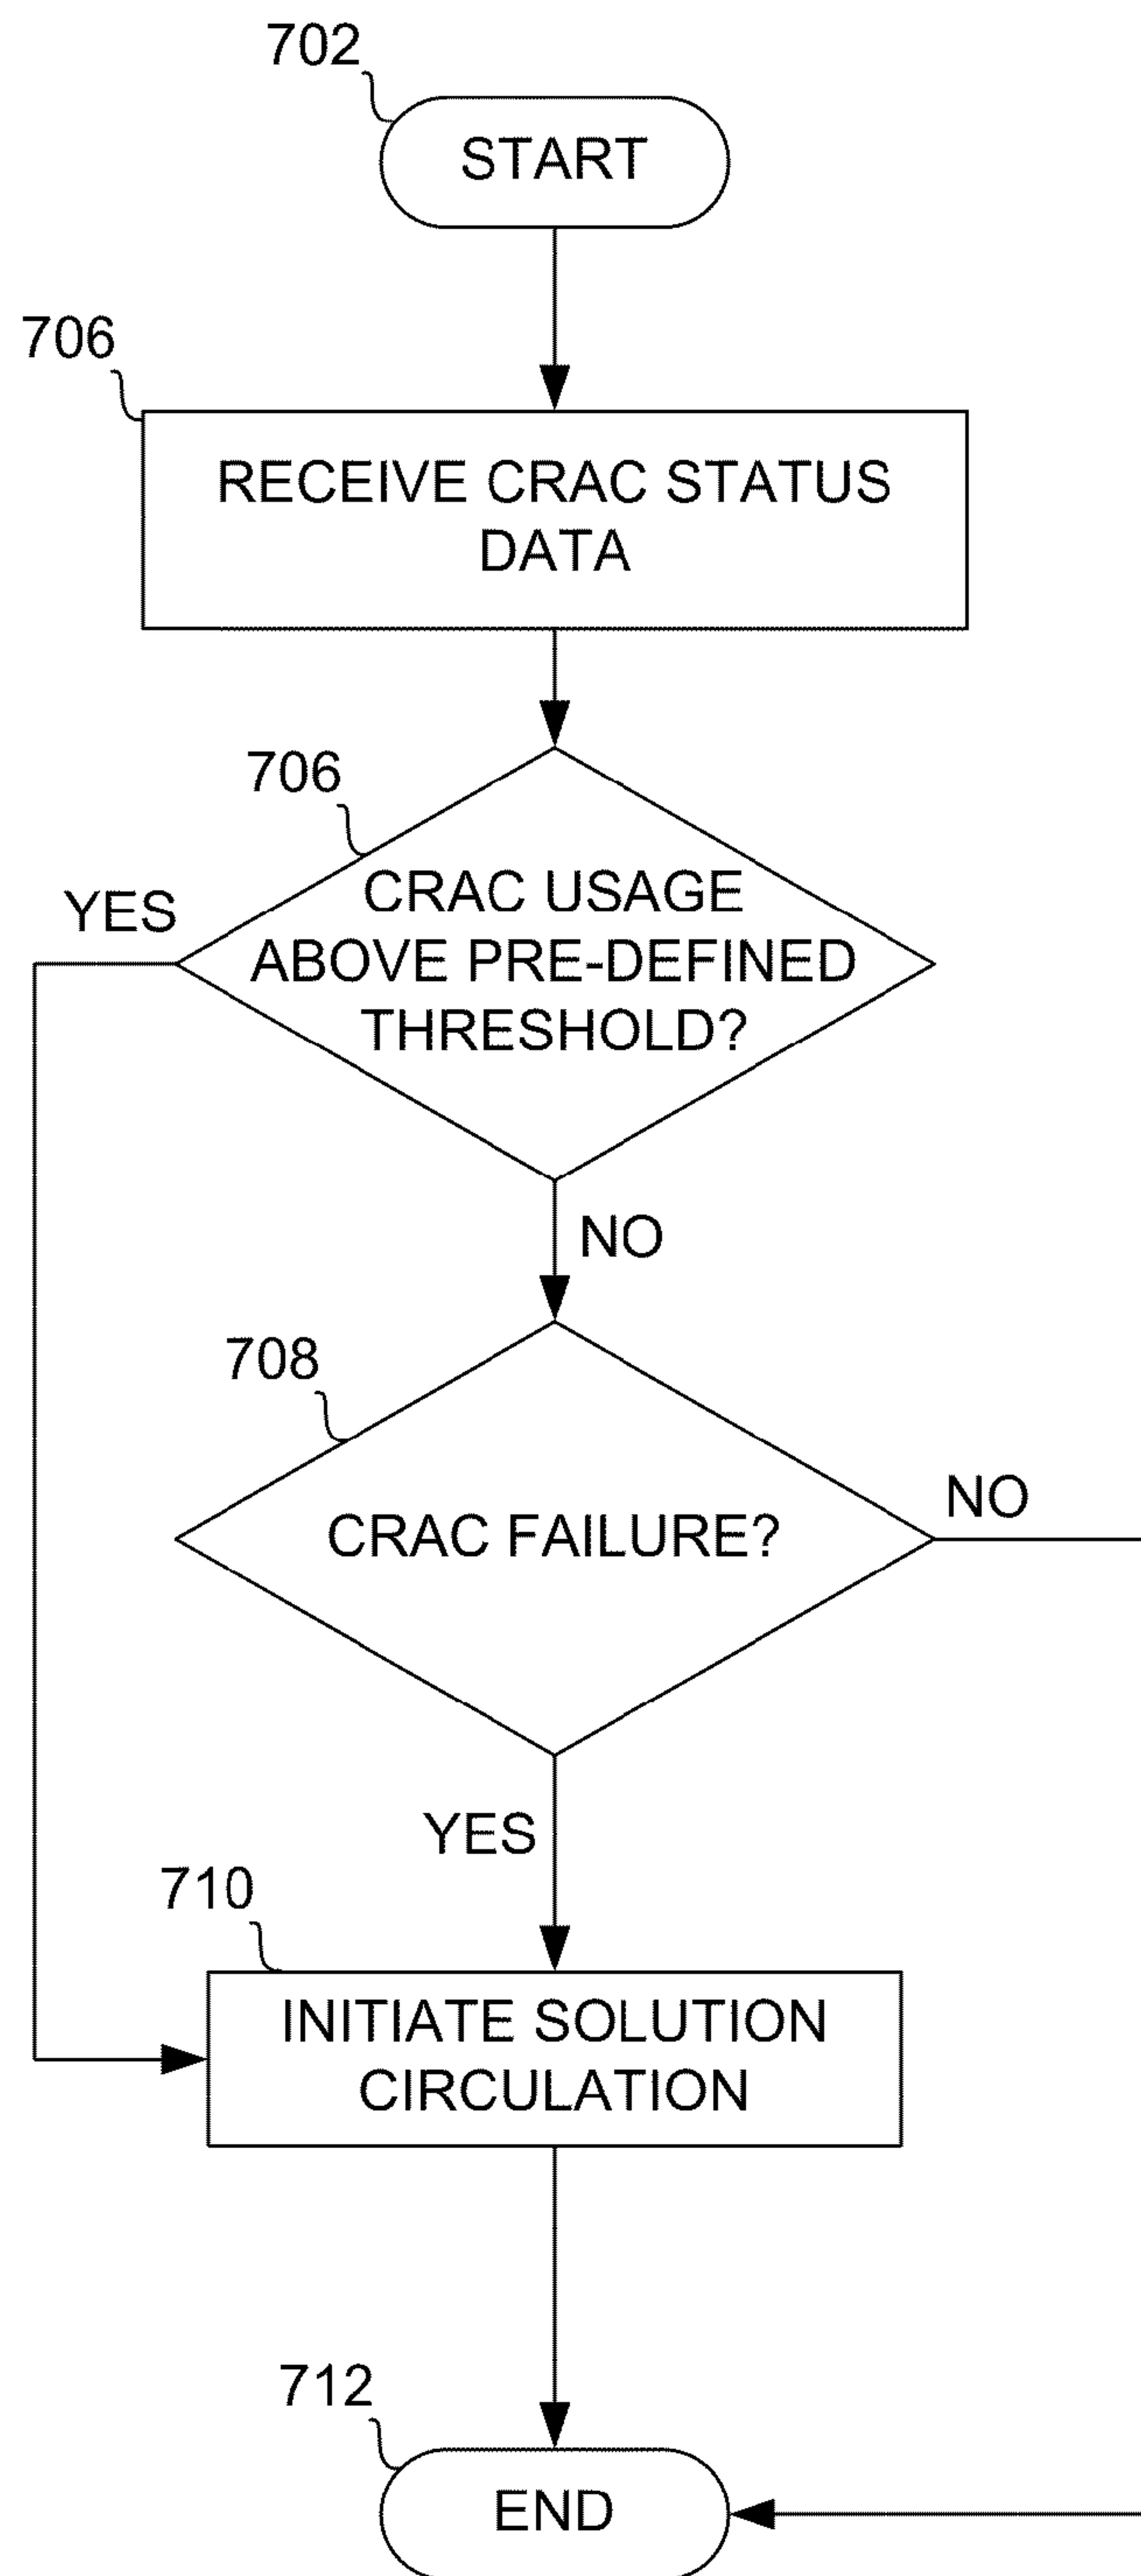 702
START
706
RECEIVE CRAC STATUS
DATA
706
YES
CRAC USAGE
ABOVE PRE-DEFINED
THRESHOLD?
NO
708
NO
CRAC FAILURE?
YES
710
INITIATE SOLUTION
CIRCULATION
712
END